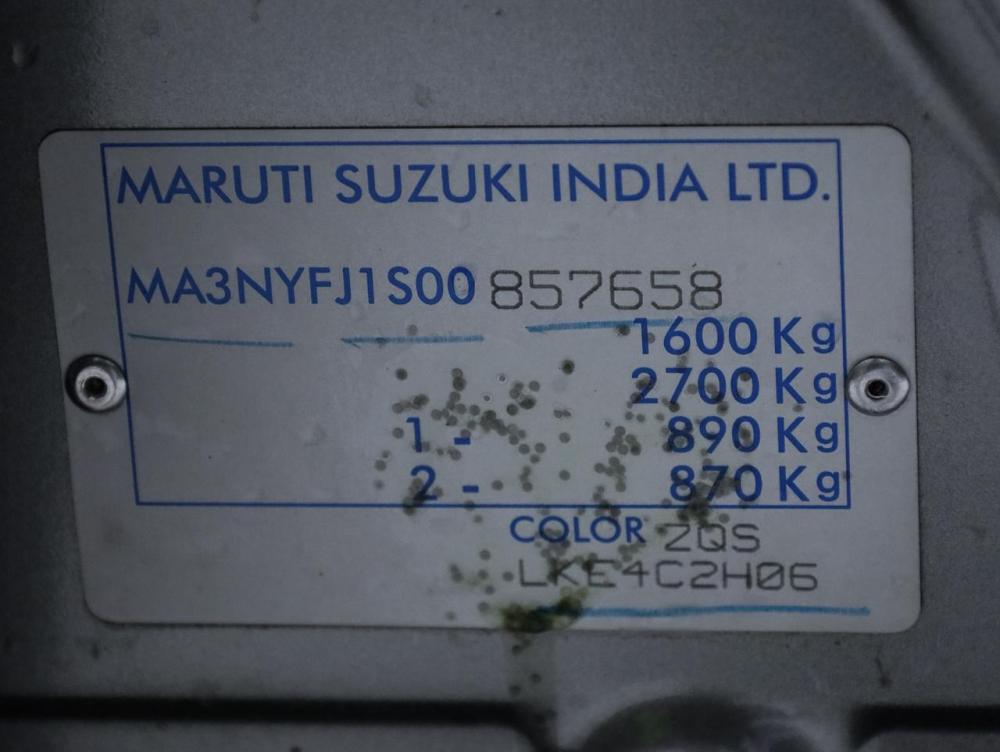 MARUTI SUZUKI INDIA LTD.
MA3NYFJ1S00 857658
1600 Kg
2700 Kg
1 - 890 Kg
2 - 870 Kg
COLOR ZQS
LKE4C2H06